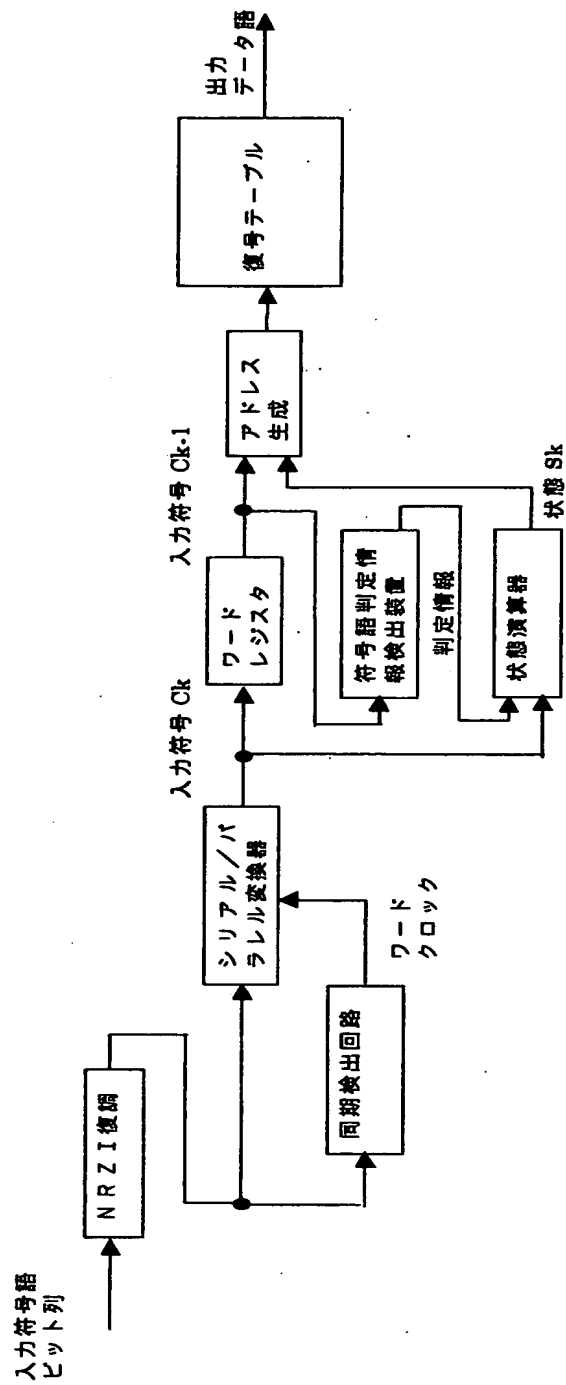 入力符号語
ビット列
NRZI復調
同期検出回路
ワード
クロック
シリアル/パ
ラレル変換器
入力符号 Ck
ワード
レジスタ
入力符号 Ck-1
符号語判定情
報検出装置
判定情報
状態演算器
状態 Sk
アドレス
生成
復号テーブル
出力
データ語